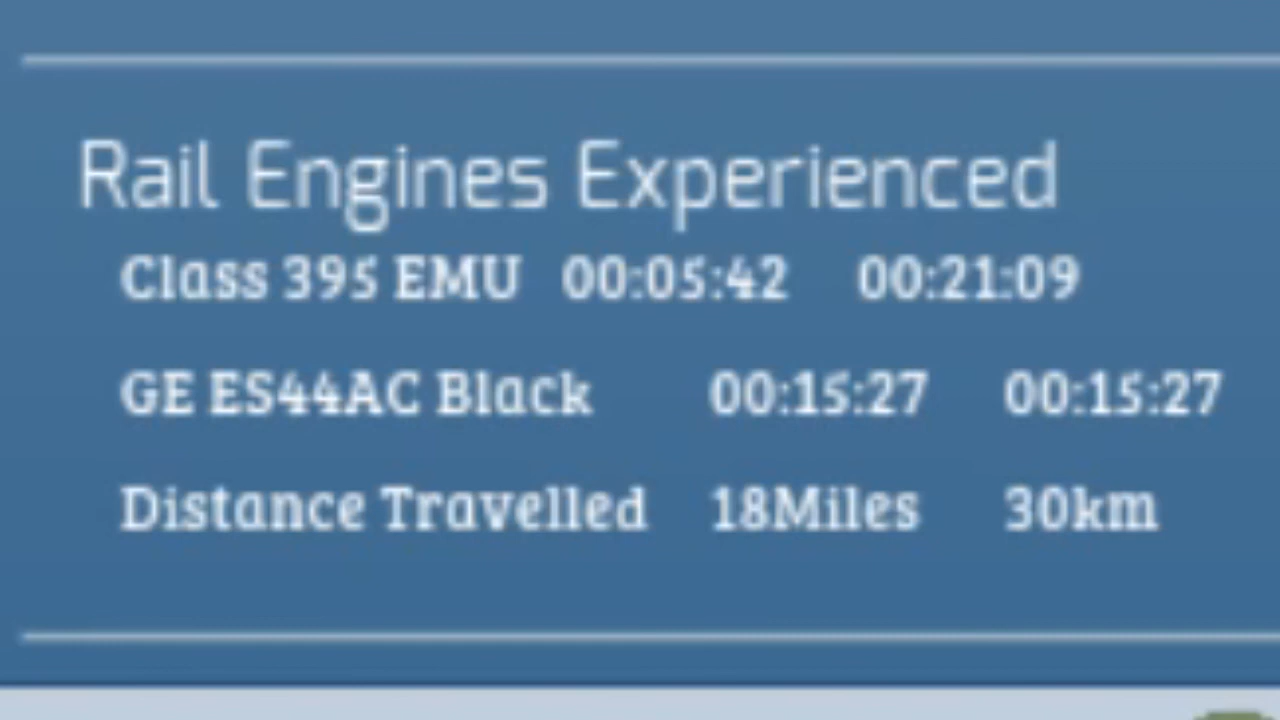 Rail Engines Experienced
Class 395 EMU 00:05:42 00:21:09
GE ES44AC Black 00:15:27 00:15:27
Distance Travelled 18Miles 30km